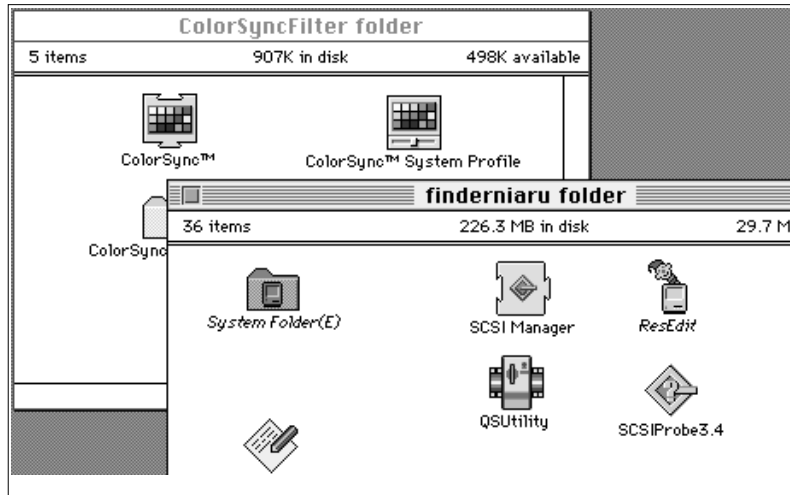 ColorSyncFilter folder
5 items 907K in disk 498K available
ColorSync™ ColorSync™ System Profile
ColorSync
finderniaru folder
36 items 226.3 MB in disk 29.7 M
System Folder(E) SCSI Manager ResEdit
QSUtility SCSIProbe3.4